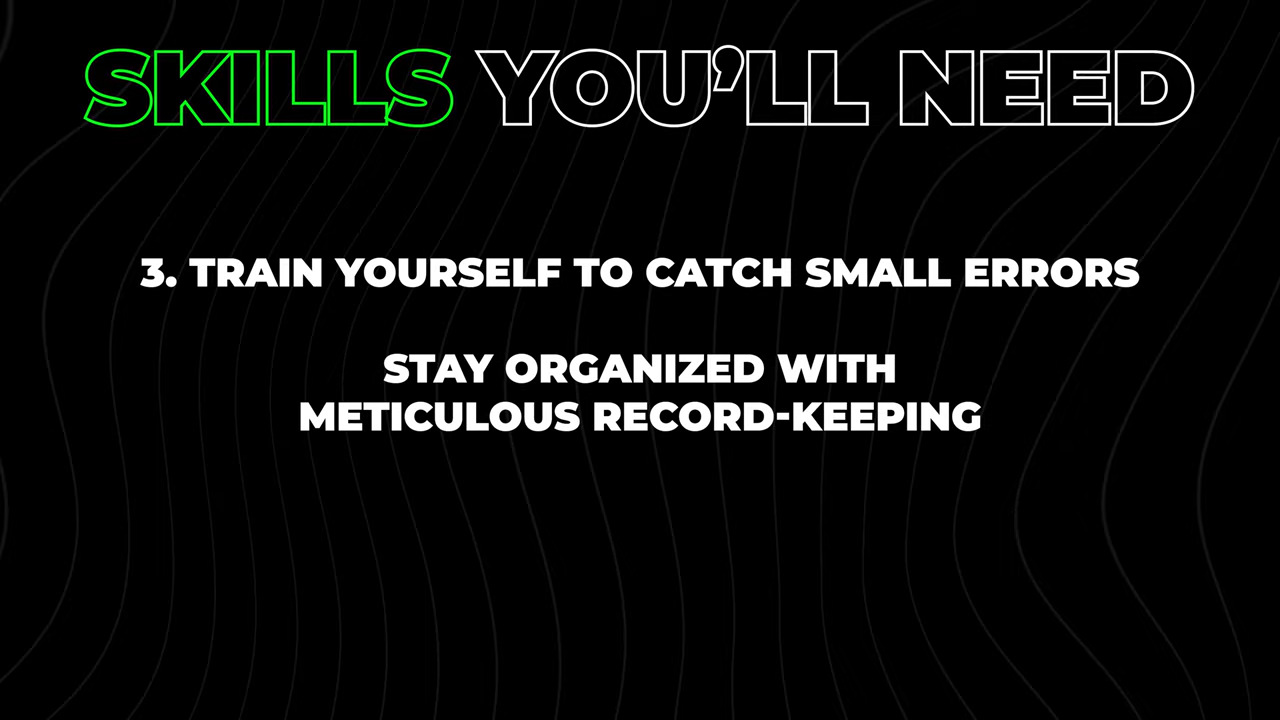 SKILLS YOU’LL NEED
3. TRAIN YOURSELF TO CATCH SMALL ERRORS
STAY ORGANIZED WITH
METICULOUS RECORD-KEEPING